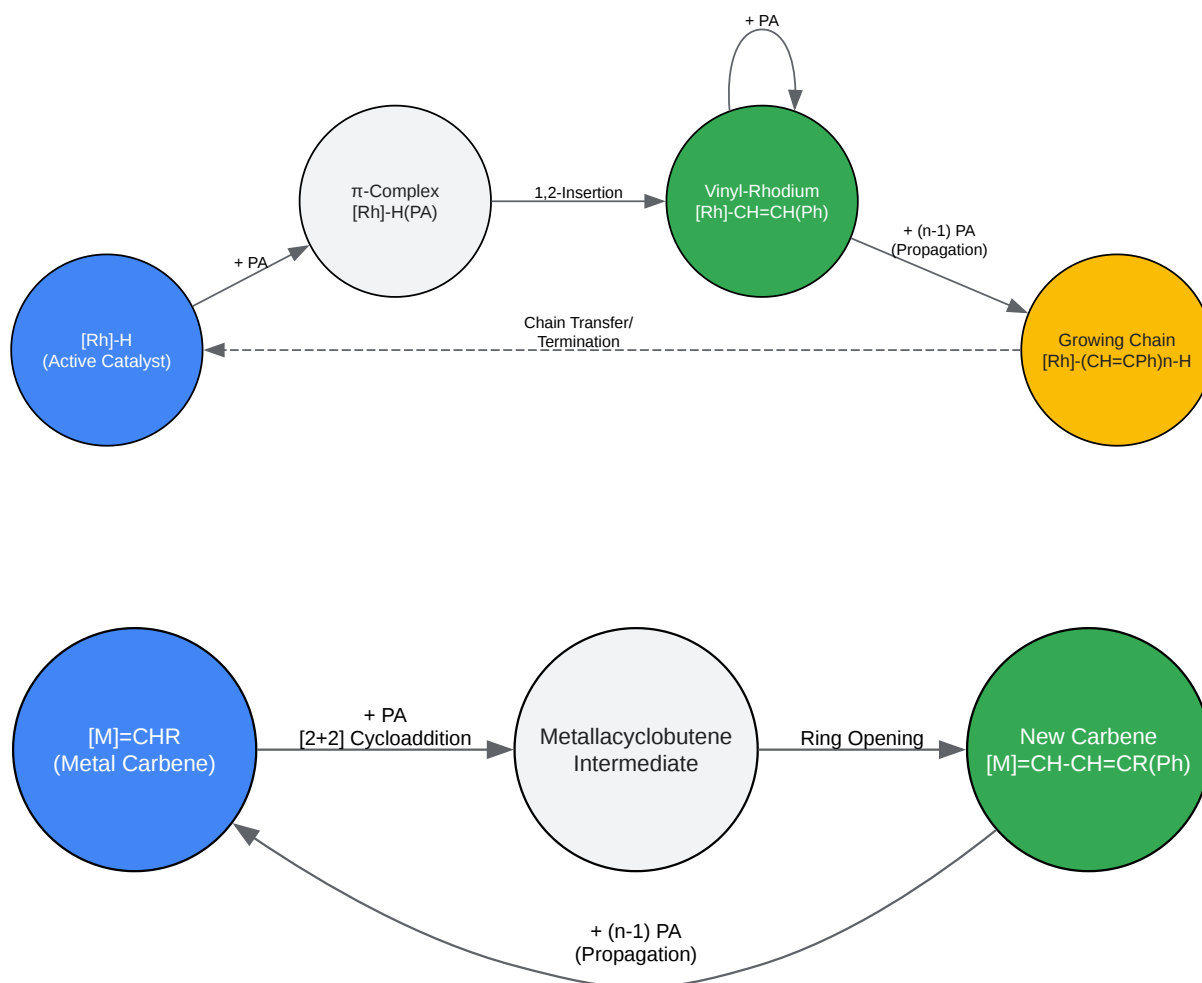 + PA
π-Complex
[Rh]-H(PA)
1,2-Insertion
Vinyl-Rhodium
[Rh]-CH=CH(Ph)
+ PA
+ (n-1) PA
(Propagation)
[Rh]-H
(Active Catalyst)
Chain Transfer/
Termination
Growing Chain
[Rh]-(CH=CPh)n-H
[M]=CHR
(Metal Carbene)
+ PA
[2+2] Cycloaddition
Metallacyclobutene
Intermediate
Ring Opening
New Carbene
[M]=CH-CH=CR(Ph)
+ (n-1) PA
(Propagation)